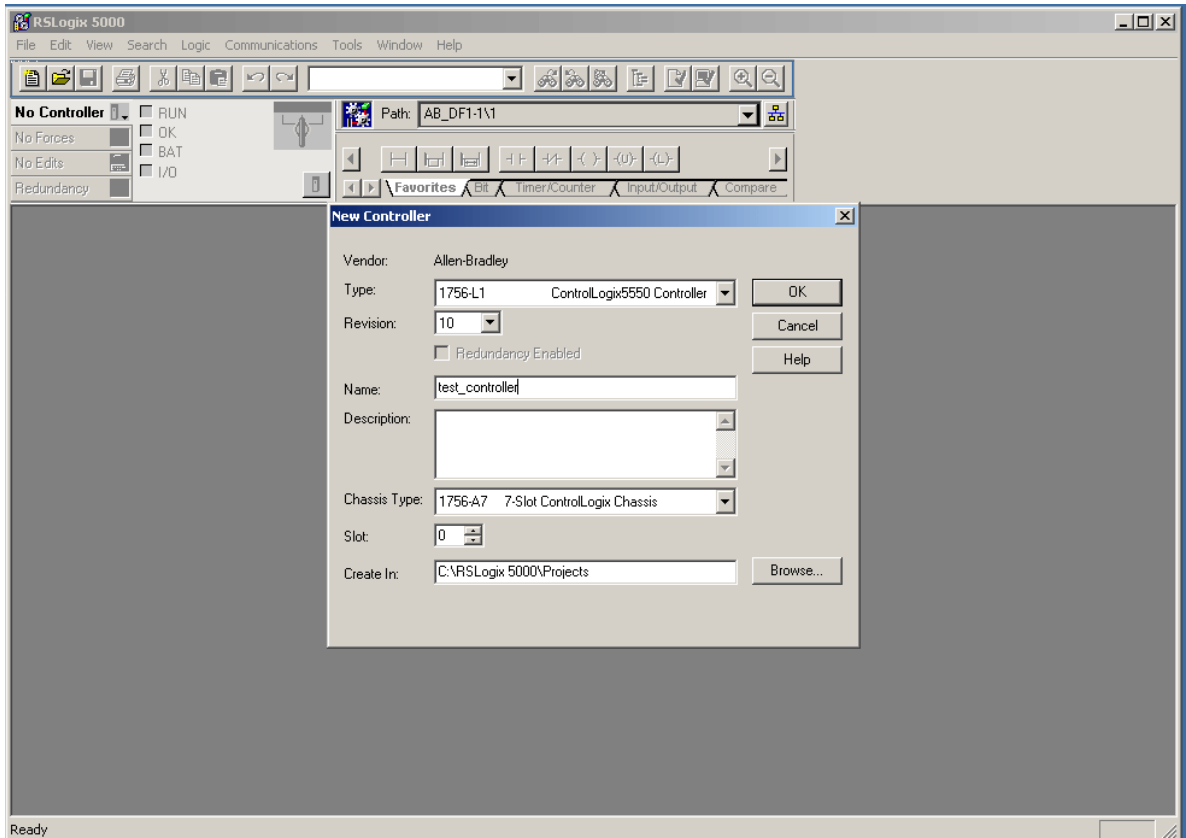 RSLogix 5000
File Edit View Search Logic Communications Tools Window Help
No Controller RUN Path: AB_DF1-1\1
No Forces OK
No Edits BAT
I/O
Redundancy
Favorites Bit Timer/Counter Input/Output Compare
New Controller
Vendor: Allen-Bradley
Type: 1756-L1 ControlLogix5550 Controller OK
Revision: 10 Cancel
Redundancy Enabled Help
Name: test_controller
Description:
Chassis Type: 1756-A7 7-Slot ControlLogix Chassis
Slot: 0
Create In: C:\RSLogix 5000\Projects Browse...
Ready